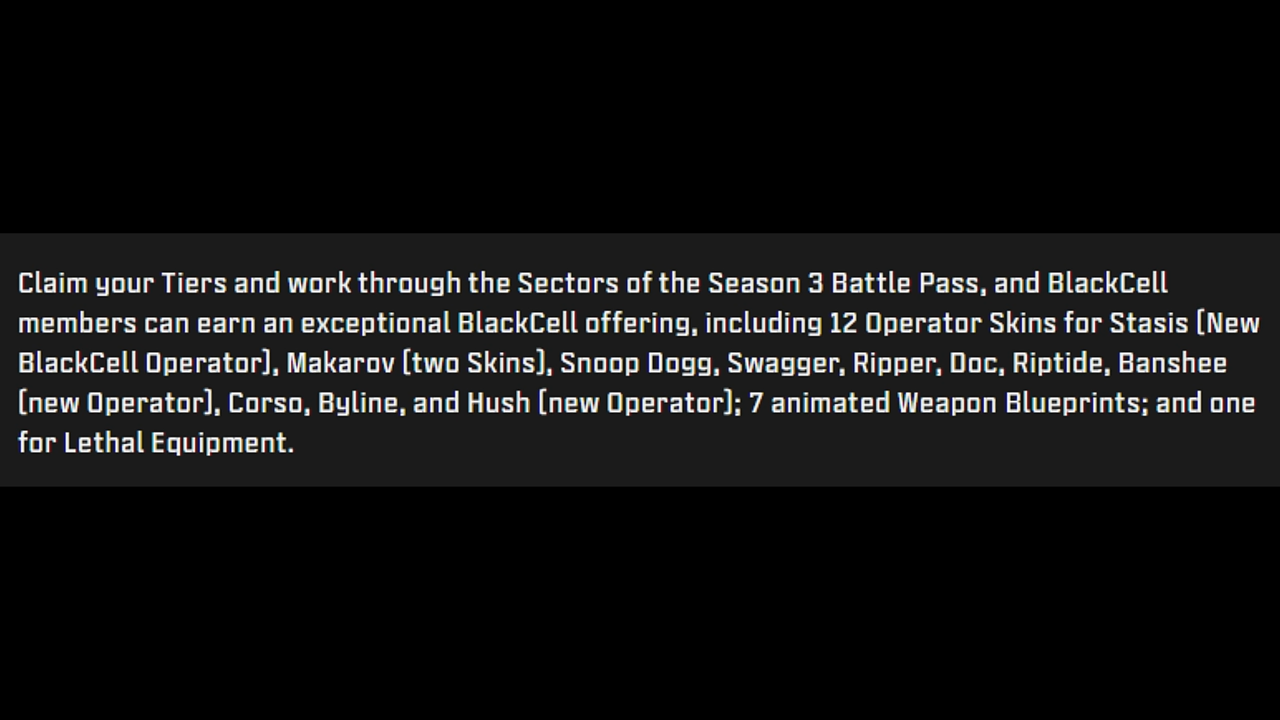 Claim your Tiers and work through the Sectors of the Season 3 Battle Pass, and BlackCell
members can earn an exceptional BlackCell offering, including 12 Operator Skins for Stasis (New
BlackCell Operator), Makarov (two Skins), Snoop Dogg, Swagger, Ripper, Doc, Riptide, Banshee
(new Operator), Corso, Byline, and Hush (new Operator); 7 animated Weapon Blueprints; and one
for Lethal Equipment.